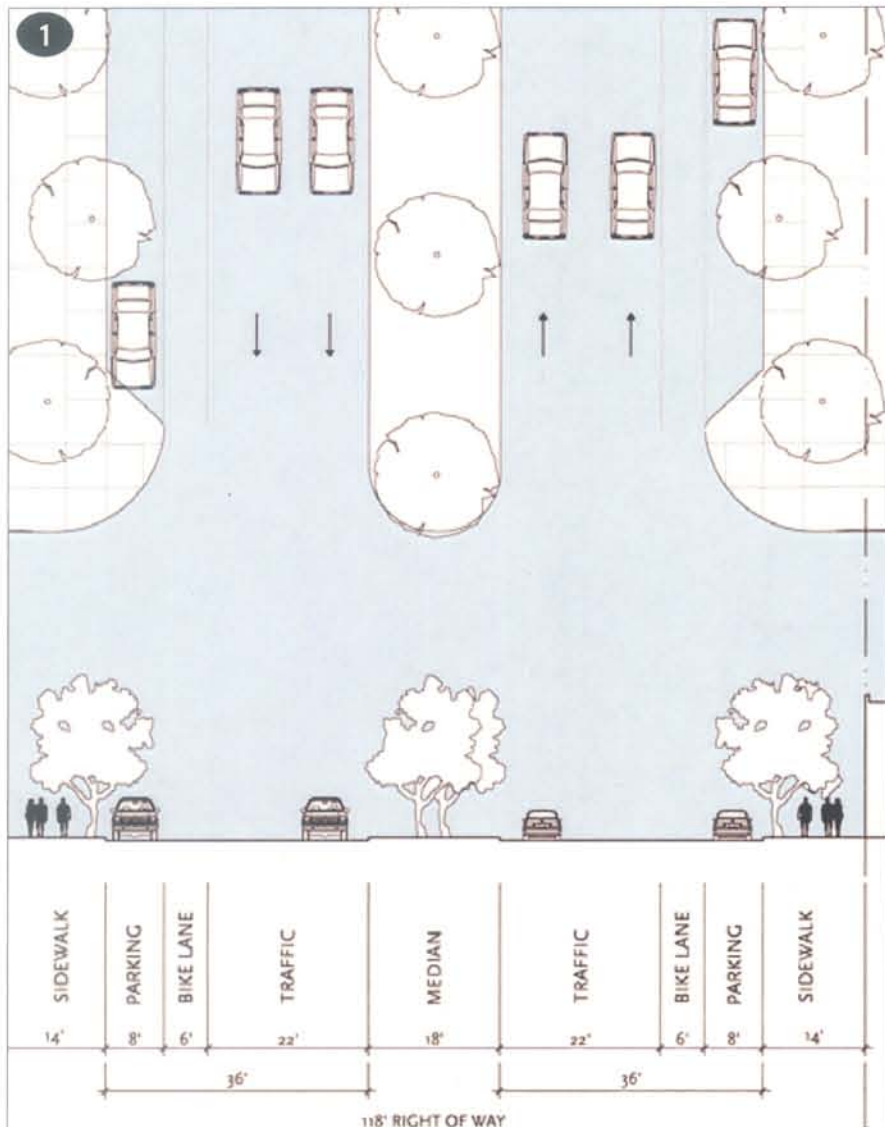 1
SIDEWALK
PARKING
BIKE LANE
TRAFFIC
MEDIAN
TRAFFIC
BIKE LANE
PARKING
SIDEWALK
14' 8' 6' 22' 18' 22' 6' 8' 14'
36' 36'
118' RIGHT OF WAY